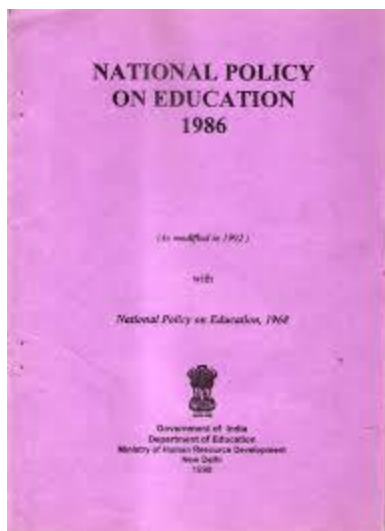 NATIONAL POLICY
ON EDUCATION
1986
(As modified in 1992)
with
National Policy on Education, 1968
Government of India
Department of Education
Ministry of Human Resource Development
New Delhi